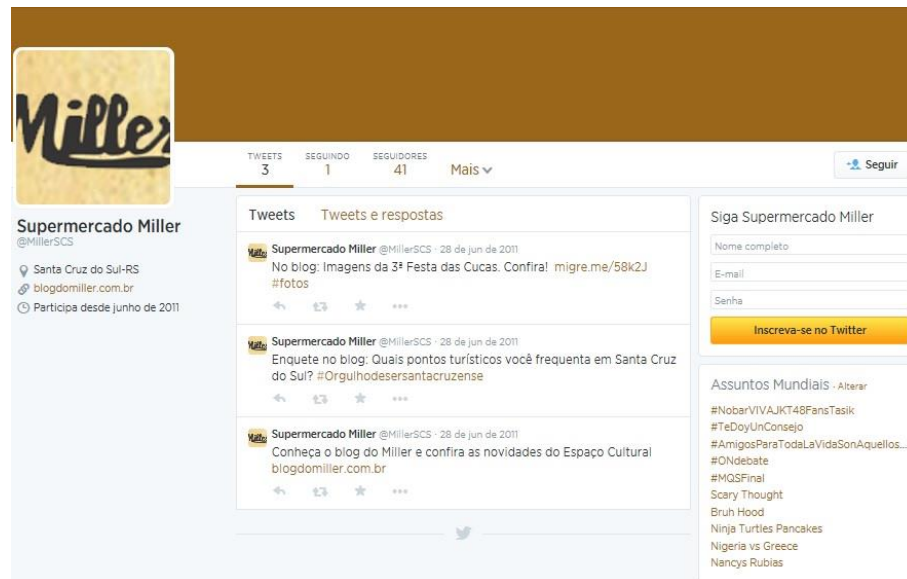 Miller
TWEETS
3
SEGUINDO
1
SEGUIDORES
41
Mais
Seguir
Supermercado Miller
@MillerSCS
Santa Cruz do Sul-RS
blogdomiller.com.br
Participa desde junho de 2011
Tweets Tweets e respostas
Supermercado Miller @MillerSCS · 28 de jun de 2011
No blog: Imagens da 3ª Festa das Cucas. Confira! migre.me/58k2J
#fotos
Supermercado Miller @MillerSCS · 28 de jun de 2011
Enquete no blog: Quais pontos turísticos você frequenta em Santa Cruz
do Sul? #Orgulhodesersantacruzense
Supermercado Miller @MillerSCS · 28 de jun de 2011
Conheça o blog do Miller e confira as novidades do Espaço Cultural
blogdomiller.com.br
Siga Supermercado Miller
Nome completo
E-mail
Senha
Inscreva-se no Twitter
Assuntos Mundiais · Alterar
#NobarVIVAJKT48FansTasik
#TeDoyUnConsejo
#AmigosParaTodaLaVidaSonAquellos...
#ONdebate
#MQSFinal
Scary Thought
Bruh Hood
Ninja Turtles Pancakes
Nigeria vs Greece
Nancys Rubias